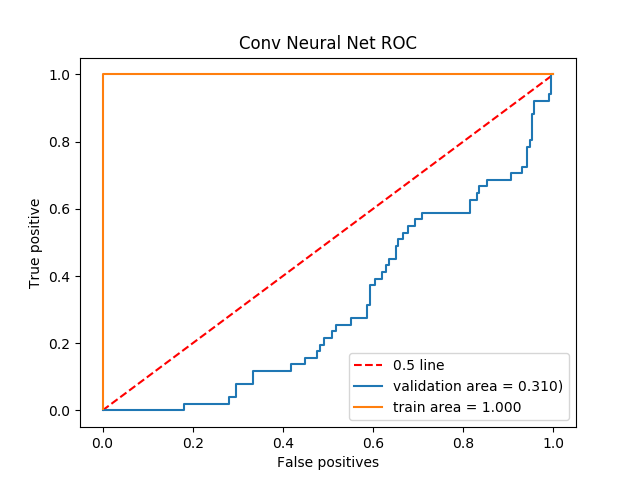 Conv Neural Net ROC
1.0
0.8
0.6
0.4
0.2
0.0
True positive
0.5 line
validation area = 0.310)
train area = 1.000
0.0
0.2
0.4
0.6
0.8
1.0
False positives